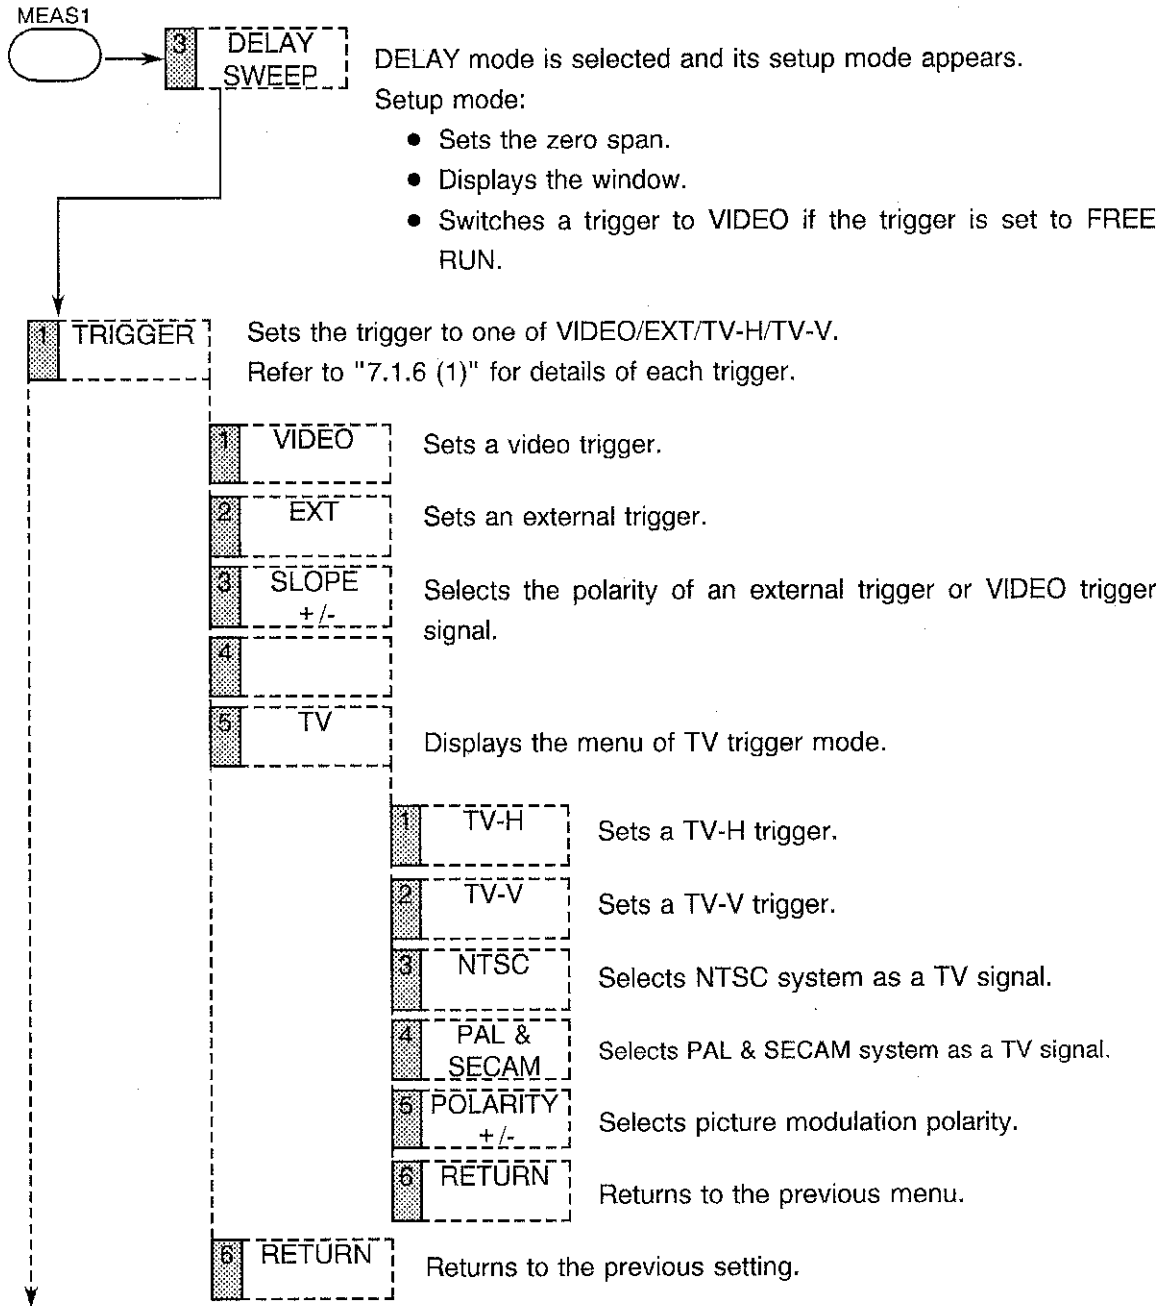 MEAS1
3 DELAY
SWEEP
DELAY mode is selected and its setup mode appears.
Setup mode:
● Sets the zero span.
● Displays the window.
● Switches a trigger to VIDEO if the trigger is set to FREE
RUN.
1 TRIGGER
Sets the trigger to one of VIDEO/EXT/TV-H/TV-V.
Refer to "7.1.6 (1)" for details of each trigger.
1 VIDEO
Sets a video trigger.
2 EXT
Sets an external trigger.
3 SLOPE
+/-
Selects the polarity of an external trigger or VIDEO trigger
signal.
4
5 TV
Displays the menu of TV trigger mode.
1 TV-H
Sets a TV-H trigger.
2 TV-V
Sets a TV-V trigger.
3 NTSC
Selects NTSC system as a TV signal.
4 PAL &
SECAM
Selects PAL & SECAM system as a TV signal.
5 POLARITY
+/-
Selects picture modulation polarity.
6 RETURN
Returns to the previous menu.
6 RETURN
Returns to the previous setting.